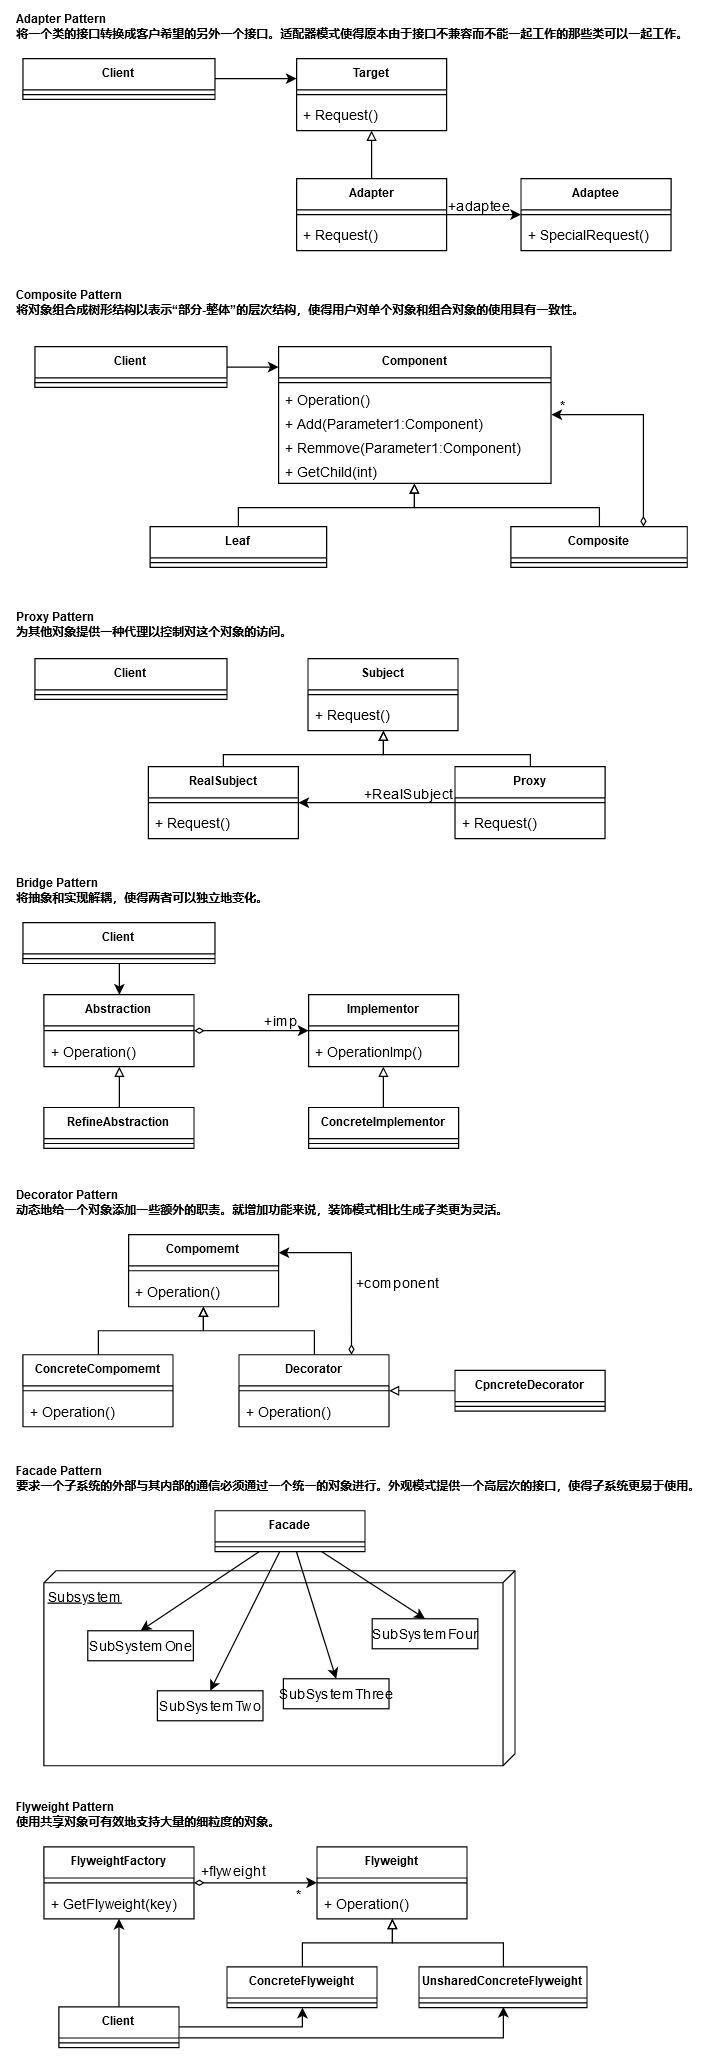 Adapter Pattern
将一个类的接口转换成客户希望的另外一个接口。适配器模式使得原本由于接口不兼容而不能一起工作的那些类可以一起工作。
Client
Target
+ Request()
Adapter
+ Request()
+adaptee
Adaptee
+ SpecialRequest()
Composite Pattern
将对象组合成树形结构以表示“部分-整体”的层次结构，使得用户对单个对象和组合对象的使用具有一致性。
Client
Component
+ Operation()
+ Add(Parameter1:Component)
+ Remmove(Parameter1:Component)
+ GetChild(int)
*
Leaf
Composite
Proxy Pattern
为其他对象提供一种代理以控制对这个对象的访问。
Client
Subject
+ Request()
RealSubject
+ Request()
+RealSubject
Proxy
+ Request()
Bridge Pattern
将抽象和实现解耦，使得两者可以独立地变化。
Client
Abstraction
+ Operation()
+imp
Implementor
+ OperationImp()
RefineAbstraction
ConcreteImplementor
Decorator Pattern
动态地给一个对象添加一些额外的职责。就增加功能来说，装饰模式相比生成子类更为灵活。
Compomemt
+ Operation()
+component
ConcreteCompomemt
+ Operation()
Decorator
+ Operation()
CpncreteDecorator
Facade Pattern
要求一个子系统的外部与其内部的通信必须通过一个统一的对象进行。外观模式提供一个高层次的接口，使得子系统更易于使用。
Facade
Subsystem
SubSystemOne
SubSystemFour
SubSystemTwo
SubSystemThree
Flyweight Pattern
使用共享对象可有效地支持大量的细粒度的对象。
FlyweightFactory
+ GetFlyweight(key)
+flyweight
*
Flyweight
+ Operation()
ConcreteFlyweight
UnsharedConcreteFlyweight
Client